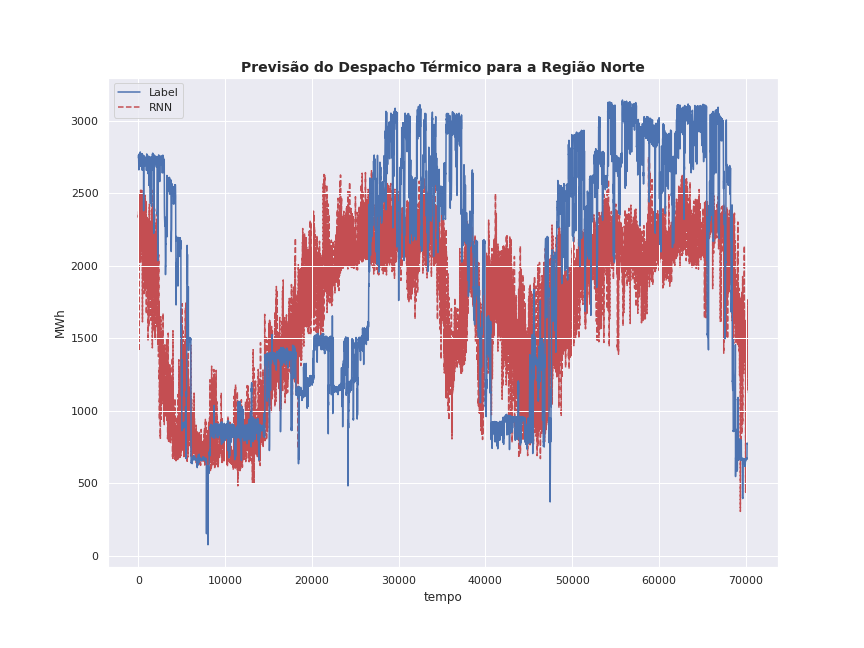 Previsão do Despacho Térmico para a Região Norte
Label
RNN
3000
2500
2000
1500
1000
500
0
MWh
0 10000 20000 30000 40000 50000 60000 70000
tempo